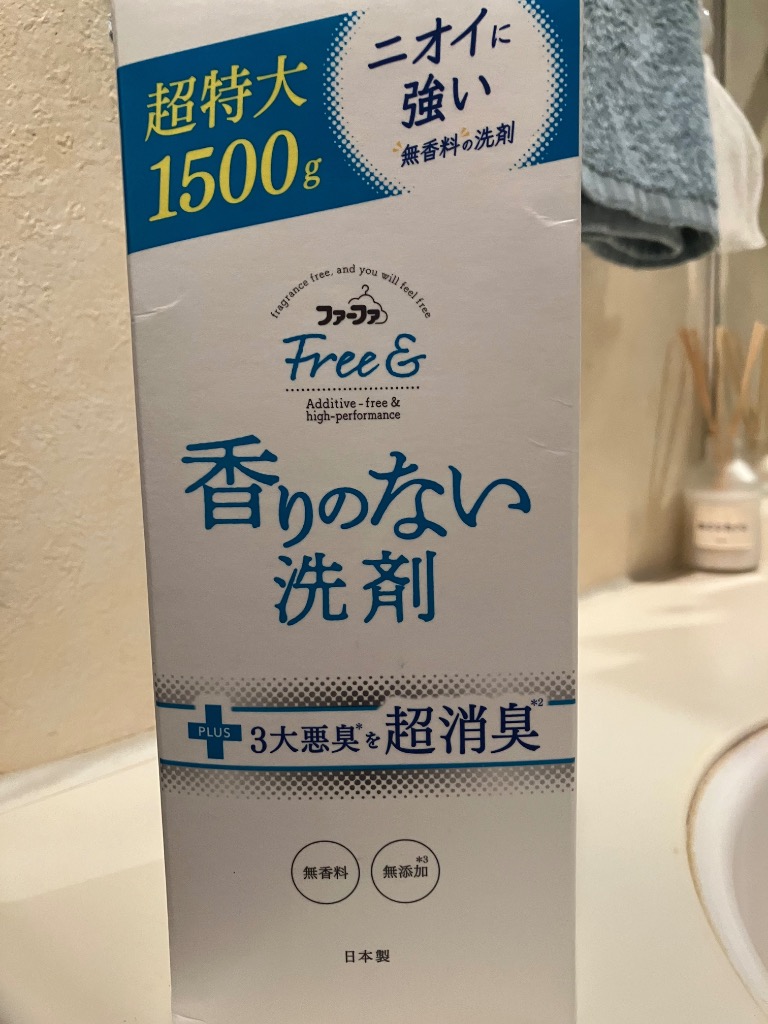 超特大
1500g
ニオイに
強い
無香料の洗剤
fragrance free, and you will feel free
ファーファ
Free &
Additive-free &
high-performance
香りのない
洗剤
PLUS 3大悪臭*を超消臭*2
無香料
無添加*3
日本製